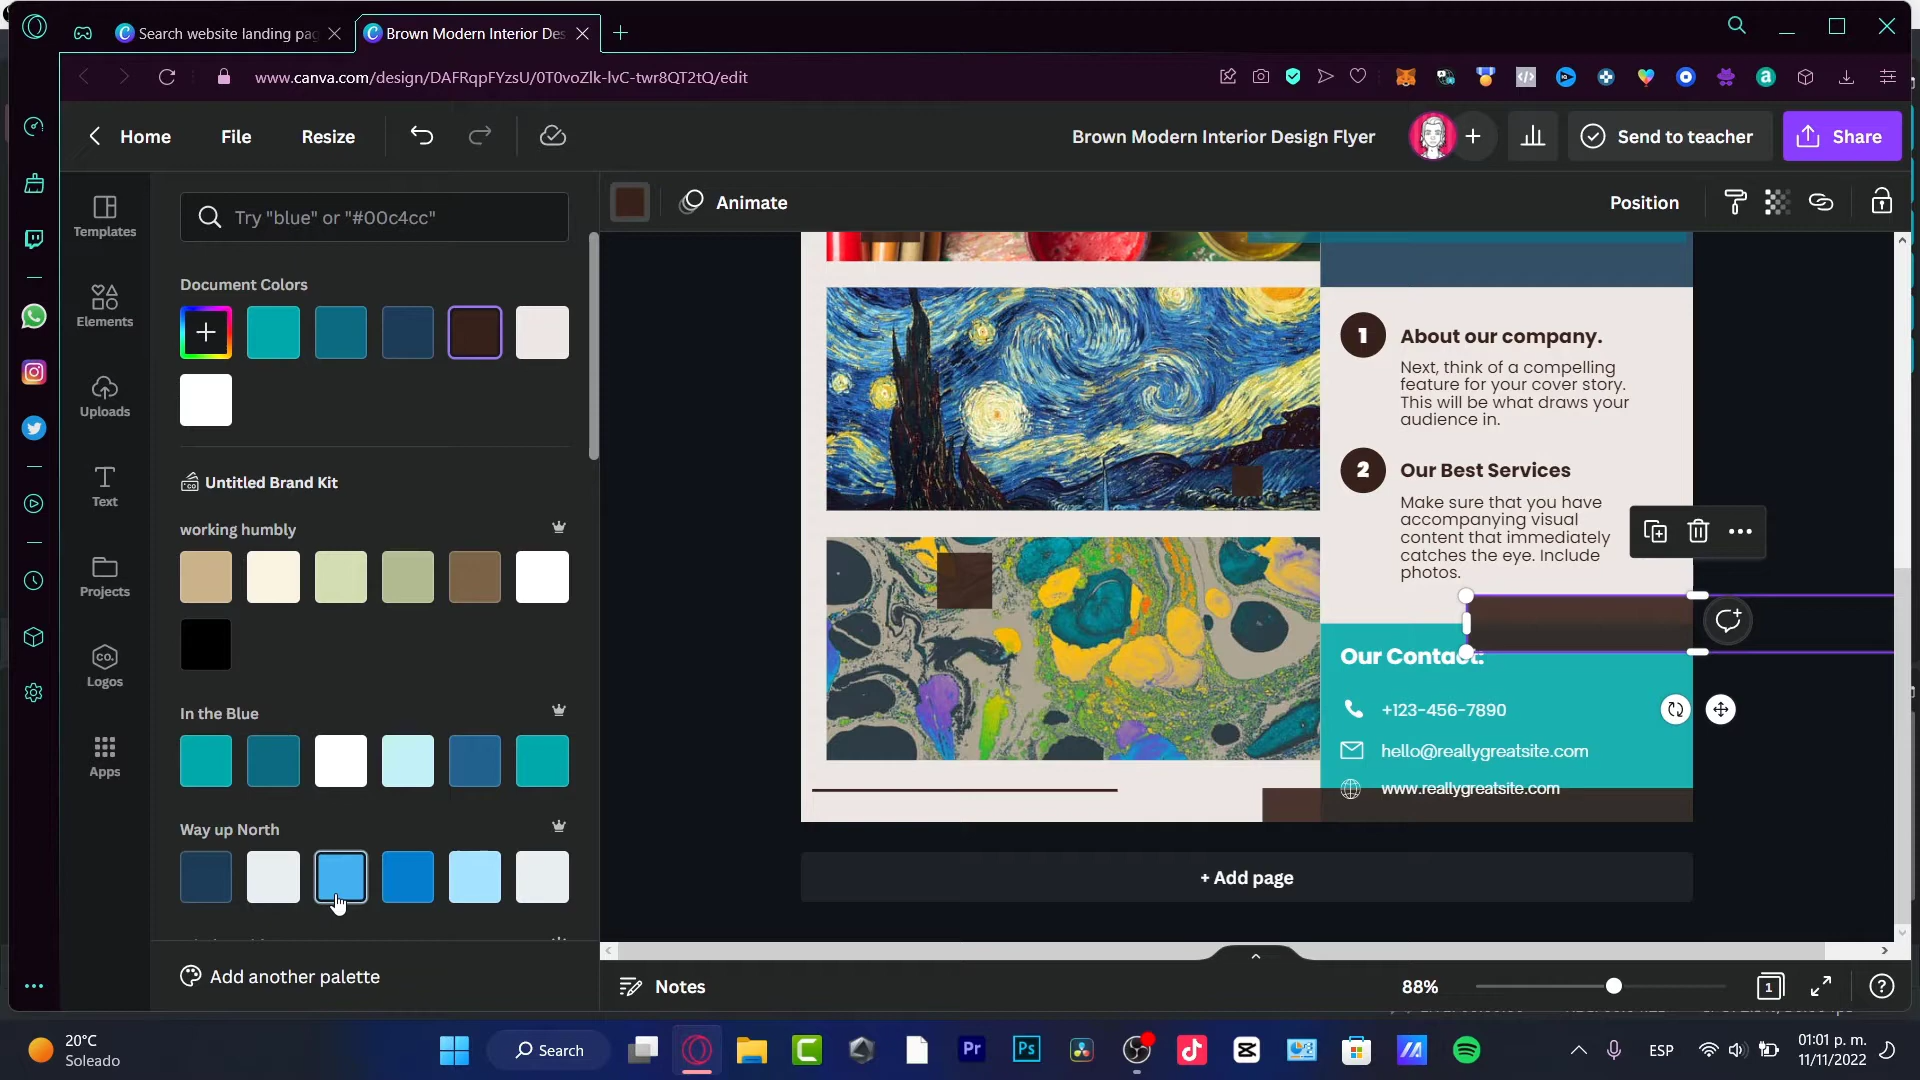 Search website landing pag
Brown Modern Interior Des
www.canva.com/design/DAFRqpFYzsU/0T0voZlk-lvC-twr8QT2tQ/edit
Home
File
Resize
Brown Modern Interior Design Flyer
Send to teacher
Share
Templates
Elements
Uploads
Text
Projects
CO.
Logos
Apps
Try "blue" or "#00c4cc"
Animate
Position
Document Colors
Untitled Brand Kit
working humbly
In the Blue
Way up North
Add another palette
1
About our company.
Next, think of a compelling
feature for your cover story.
This will be what draws your
audience in.
2
Our Best Services
Make sure that you have
accompanying visual
content that immediately
catches the eye. Include
photos.
Our Contact:
+123-456-7890
hello@reallygreatsite.com
www.reallygreatsite.com
+ Add page
Notes
88%
1
20°C
Soleado
Search
Pr
Ps
ESP
01:01 p. m.
11/11/2022